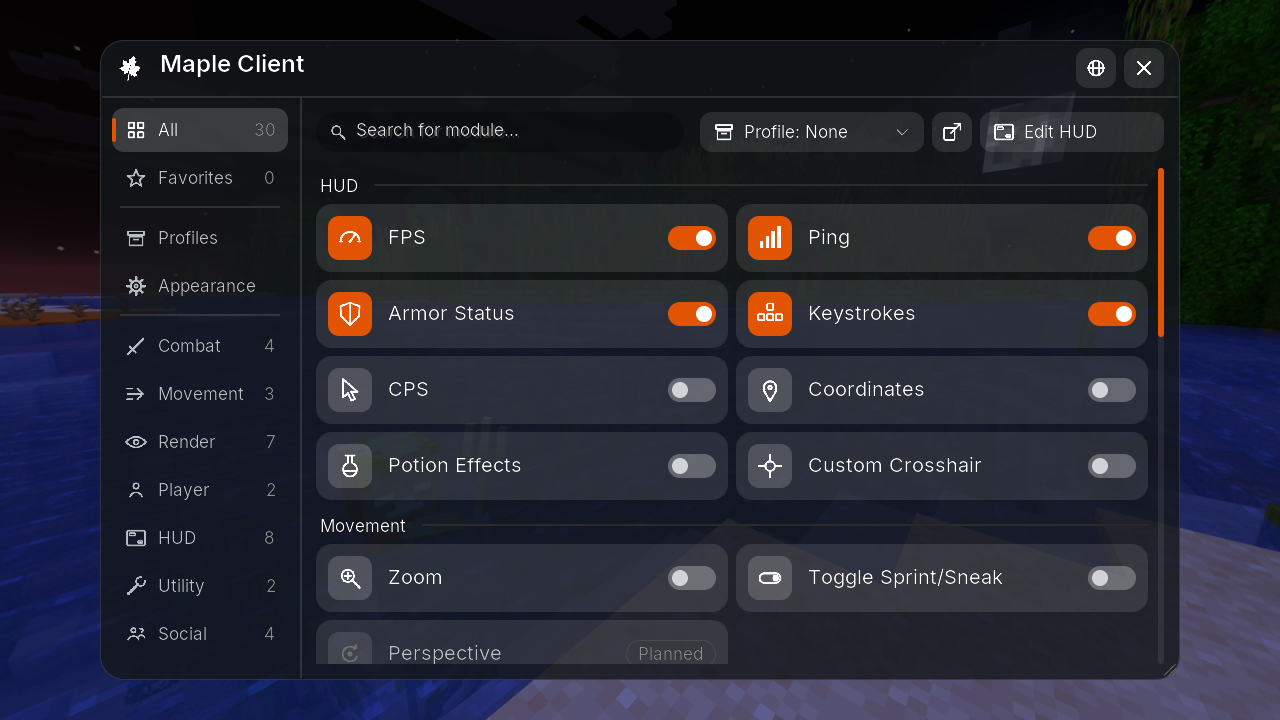 Maple Client
All 30
Favorites 0
Profiles
Appearance
Combat 4
Movement 3
Render 7
Player 2
HUD 8
Utility 2
Social 4
Search for module...
Profile: None
Edit HUD
HUD
FPS
Ping
Armor Status
Keystrokes
CPS
Coordinates
Potion Effects
Custom Crosshair
Movement
Zoom
Toggle Sprint/Sneak
Perspective
Planned